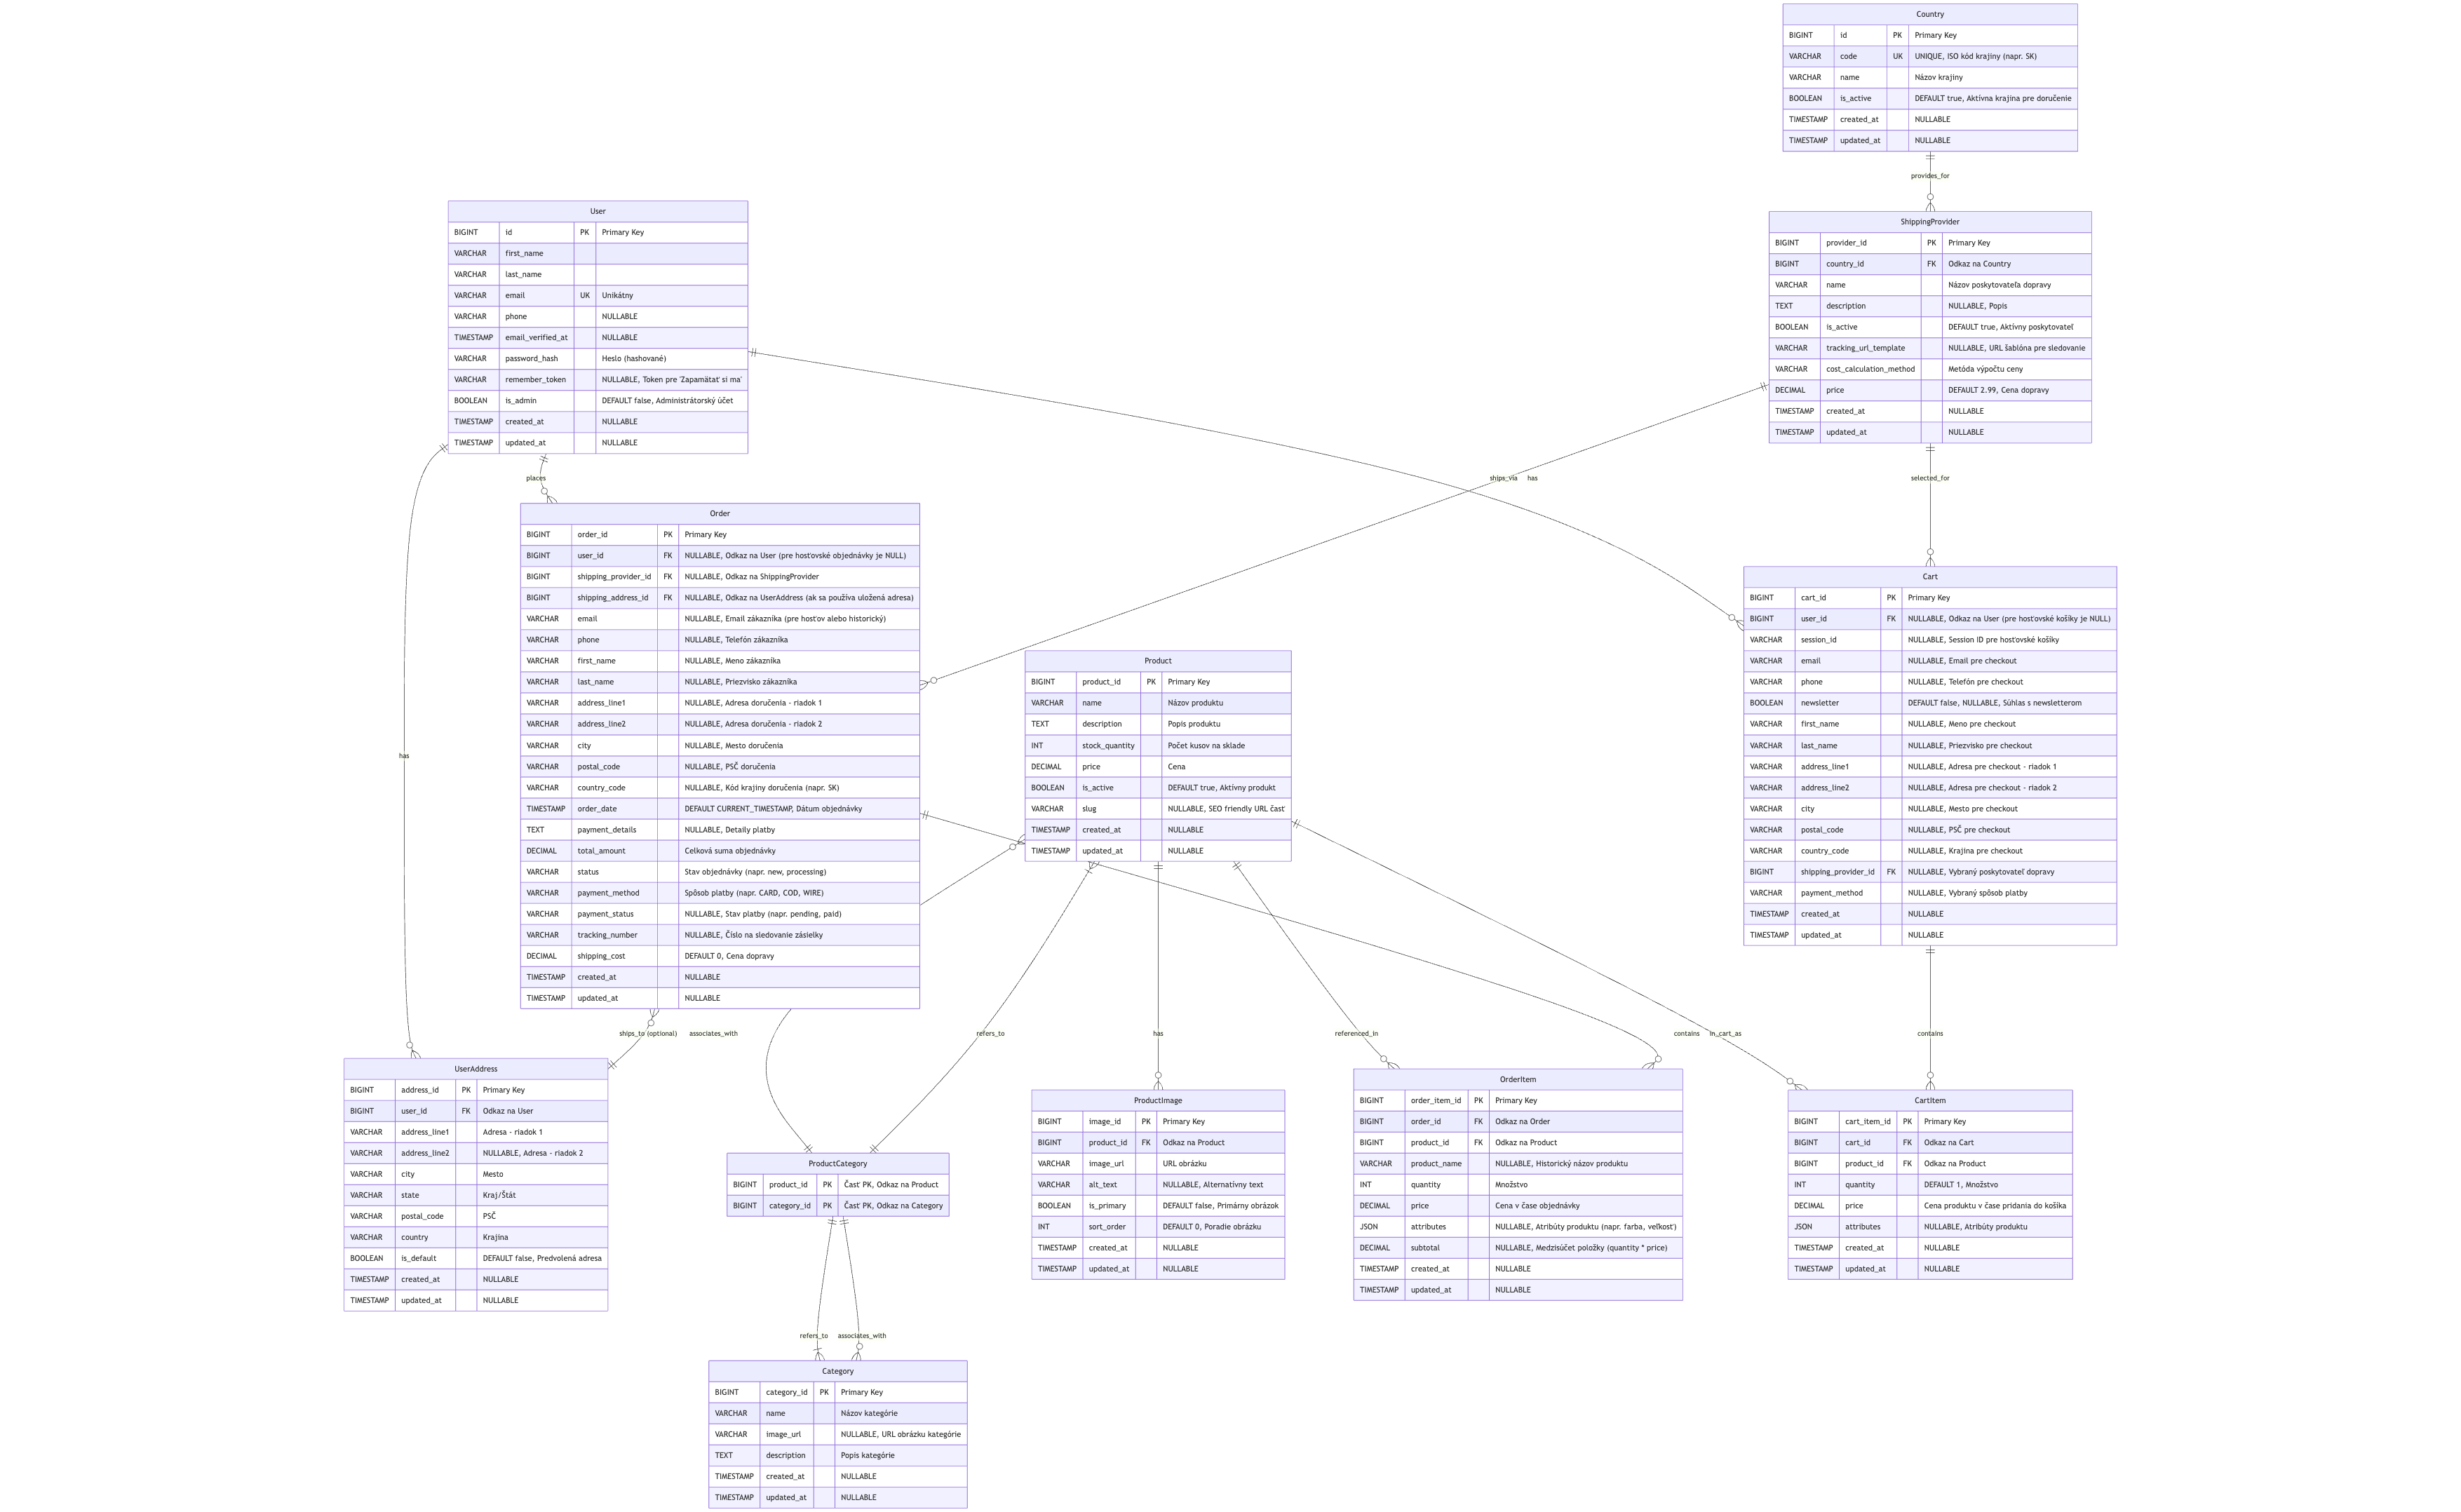 Country
BIGINT id PK Primary Key
VARCHAR code UK UNIQUE, ISO kód krajiny (napr. SK)
VARCHAR name Názov krajiny
BOOLEAN is_active DEFAULT true, Aktívna krajina pre doručenie
TIMESTAMP created_at NULLABLE
TIMESTAMP updated_at NULLABLE
provides_for
User
BIGINT id PK Primary Key
VARCHAR first_name
VARCHAR last_name
VARCHAR email UK Unikátny
VARCHAR phone NULLABLE
TIMESTAMP email_verified_at NULLABLE
VARCHAR password_hash Heslo (hashované)
VARCHAR remember_token NULLABLE, Token pre 'Zapamätať si ma'
BOOLEAN is_admin DEFAULT false, Administrátorský účet
TIMESTAMP created_at NULLABLE
TIMESTAMP updated_at NULLABLE
ShippingProvider
BIGINT provider_id PK Primary Key
BIGINT country_id FK Odkaz na Country
VARCHAR name Názov poskytovateľa dopravy
TEXT description NULLABLE, Popis
BOOLEAN is_active DEFAULT true, Aktívny poskytovateľ
VARCHAR tracking_url_template NULLABLE, URL šablóna pre sledovanie
VARCHAR cost_calculation_method Metóda výpočtu ceny
DECIMAL price DEFAULT 2.99, Cena dopravy
TIMESTAMP created_at NULLABLE
TIMESTAMP updated_at NULLABLE
places
ships_via has
selected_for
Order
BIGINT order_id PK Primary Key
BIGINT user_id FK NULLABLE, Odkaz na User (pre hosťovské objednávky je NULL)
BIGINT shipping_provider_id FK NULLABLE, Odkaz na ShippingProvider
BIGINT shipping_address_id FK NULLABLE, Odkaz na UserAddress (ak sa používa uložená adresa)
VARCHAR email NULLABLE, Email zákazníka (pre hosťov alebo historický)
VARCHAR phone NULLABLE, Telefón zákazníka
VARCHAR first_name NULLABLE, Meno zákazníka
VARCHAR last_name NULLABLE, Priezvisko zákazníka
VARCHAR address_line1 NULLABLE, Adresa doručenia - riadok 1
VARCHAR address_line2 NULLABLE, Adresa doručenia - riadok 2
VARCHAR city NULLABLE, Mesto doručenia
VARCHAR postal_code NULLABLE, PSČ doručenia
VARCHAR country_code NULLABLE, Kód krajiny doručenia (napr. SK)
TIMESTAMP order_date DEFAULT CURRENT_TIMESTAMP, Dátum objednávky
TEXT payment_details NULLABLE, Detaily platby
DECIMAL total_amount Celková suma objednávky
VARCHAR status Stav objednávky (napr. new, processing)
VARCHAR payment_method Spôsob platby (napr. CARD, COD, WIRE)
VARCHAR payment_status NULLABLE, Stav platby (napr. pending, paid)
VARCHAR tracking_number NULLABLE, Číslo na sledovanie zásielky
DECIMAL shipping_cost DEFAULT 0, Cena dopravy
TIMESTAMP created_at NULLABLE
TIMESTAMP updated_at NULLABLE
Product
BIGINT product_id PK Primary Key
VARCHAR name Názov produktu
TEXT description Popis produktu
INT stock_quantity Počet kusov na sklade
DECIMAL price Cena
BOOLEAN is_active DEFAULT true, Aktívny produkt
VARCHAR slug NULLABLE, SEO friendly URL časť
TIMESTAMP created_at NULLABLE
TIMESTAMP updated_at NULLABLE
Cart
BIGINT cart_id PK Primary Key
BIGINT user_id FK NULLABLE, Odkaz na User (pre hosťovské košíky je NULL)
VARCHAR session_id NULLABLE, Session ID pre hosťovské košíky
VARCHAR email NULLABLE, Email pre checkout
VARCHAR phone NULLABLE, Telefón pre checkout
BOOLEAN newsletter DEFAULT false, NULLABLE, Súhlas s newsletterom
VARCHAR first_name NULLABLE, Meno pre checkout
VARCHAR last_name NULLABLE, Priezvisko pre checkout
VARCHAR address_line1 NULLABLE, Adresa pre checkout - riadok 1
VARCHAR address_line2 NULLABLE, Adresa pre checkout - riadok 2
VARCHAR city NULLABLE, Mesto pre checkout
VARCHAR postal_code NULLABLE, PSČ pre checkout
VARCHAR country_code NULLABLE, Krajina pre checkout
BIGINT shipping_provider_id FK NULLABLE, Vybraný poskytovateľ dopravy
VARCHAR payment_method NULLABLE, Vybraný spôsob platby
TIMESTAMP created_at NULLABLE
TIMESTAMP updated_at NULLABLE
has
ships_to (optional) associates_with
refers_to
has
referenced_in
contains in_cart_as
contains
UserAddress
BIGINT address_id PK Primary Key
BIGINT user_id FK Odkaz na User
VARCHAR address_line1 Adresa - riadok 1
VARCHAR address_line2 NULLABLE, Adresa - riadok 2
VARCHAR city Mesto
VARCHAR state Kraj/Štát
VARCHAR postal_code PSČ
VARCHAR country Krajina
BOOLEAN is_default DEFAULT false, Predvolená adresa
TIMESTAMP created_at NULLABLE
TIMESTAMP updated_at NULLABLE
ProductCategory
BIGINT product_id PK Časť PK, Odkaz na Product
BIGINT category_id PK Časť PK, Odkaz na Category
ProductImage
BIGINT image_id PK Primary Key
BIGINT product_id FK Odkaz na Product
VARCHAR image_url URL obrázku
VARCHAR alt_text NULLABLE, Alternatívny text
BOOLEAN is_primary DEFAULT false, Primárny obrázok
INT sort_order DEFAULT 0, Poradie obrázku
TIMESTAMP created_at NULLABLE
TIMESTAMP updated_at NULLABLE
OrderItem
BIGINT order_item_id PK Primary Key
BIGINT order_id FK Odkaz na Order
BIGINT product_id FK Odkaz na Product
VARCHAR product_name NULLABLE, Historický názov produktu
INT quantity Množstvo
DECIMAL price Cena v čase objednávky
JSON attributes NULLABLE, Atribúty produktu (napr. farba, veľkosť)
DECIMAL subtotal NULLABLE, Medzisúčet položky (quantity * price)
TIMESTAMP created_at NULLABLE
TIMESTAMP updated_at NULLABLE
CartItem
BIGINT cart_item_id PK Primary Key
BIGINT cart_id FK Odkaz na Cart
BIGINT product_id FK Odkaz na Product
INT quantity DEFAULT 1, Množstvo
DECIMAL price Cena produktu v čase pridania do košíka
JSON attributes NULLABLE, Atribúty produktu
TIMESTAMP created_at NULLABLE
TIMESTAMP updated_at NULLABLE
refers_to associates_with
Category
BIGINT category_id PK Primary Key
VARCHAR name Názov kategórie
VARCHAR image_url NULLABLE, URL obrázku kategórie
TEXT description Popis kategórie
TIMESTAMP created_at NULLABLE
TIMESTAMP updated_at NULLABLE